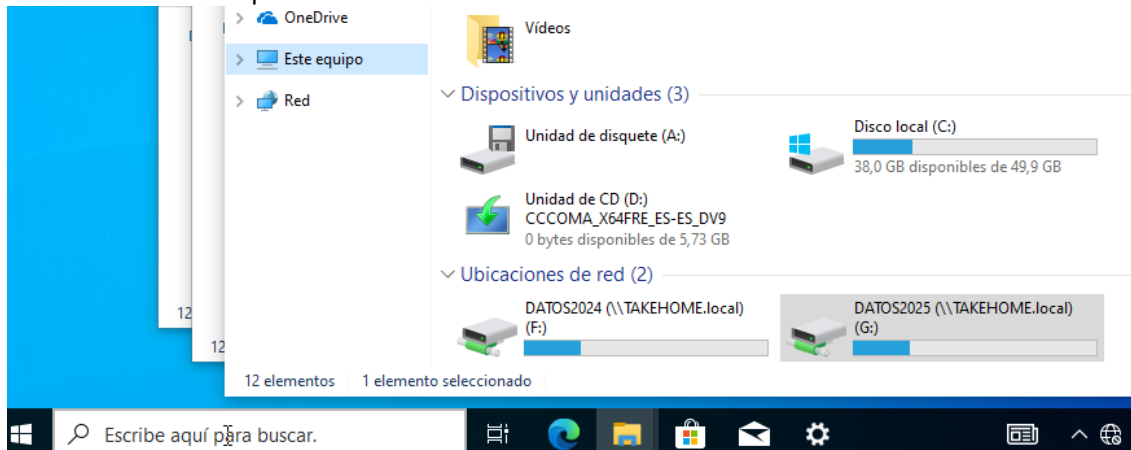 OneDrive
Este equipo
Red
Vídeos
Dispositivos y unidades (3)
Unidad de disquete (A:)
Disco local (C:)
38,0 GB disponibles de 49,9 GB
Unidad de CD (D:)
CCCOMA_X64FRE_ES-ES_DV9
0 bytes disponibles de 5,73 GB
Ubicaciones de red (2)
DATOS2024 (\\TAKEHOME.local)
(F:)
DATOS2025 (\\TAKEHOME.local)
(G:)
12
12
12 elementos
1 elemento seleccionado
Escribe aquí para buscar.